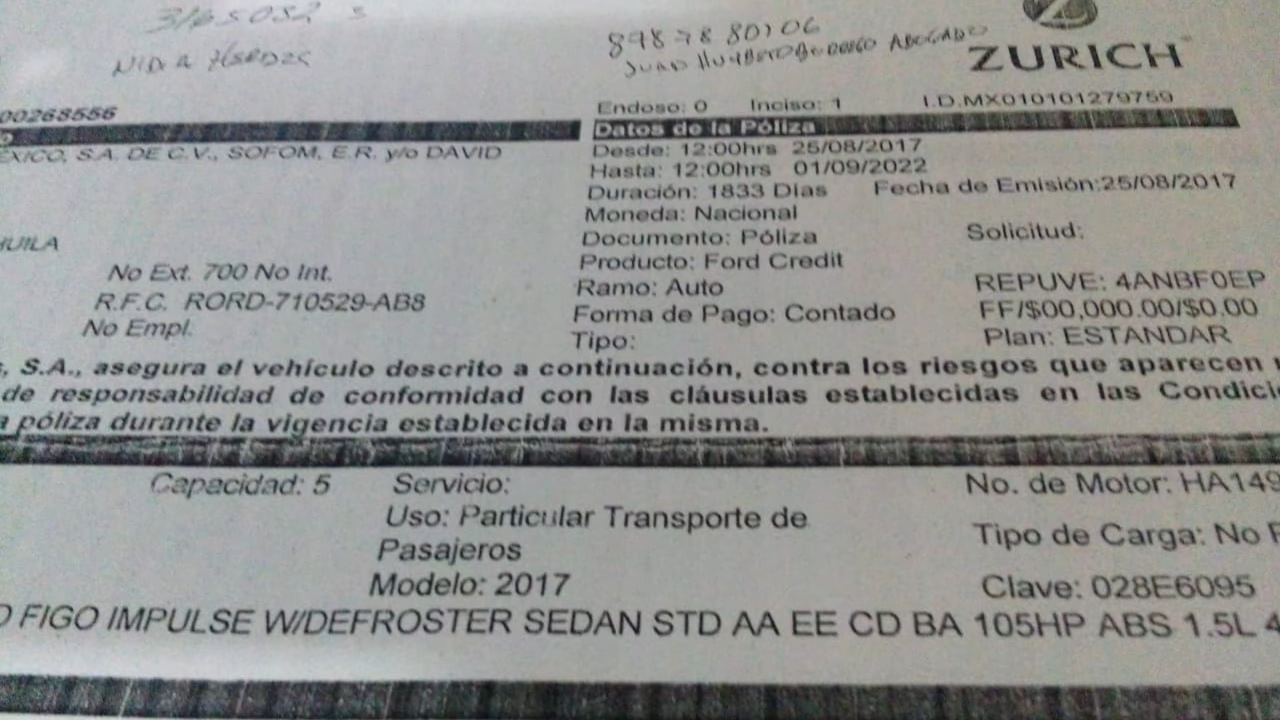 ZURICH
00268556 Endoso: 0 Inciso: 1 I.D.MX010101279759
Datos de la Póliza
ÉXICO, S.A. DE C.V., SOFOM, E.R. y/o DAVID
Desde: 12:00hrs 25/08/2017
Hasta: 12:00hrs 01/09/2022
Duración: 1833 Días Fecha de Emisión:25/08/2017
Moneda: Nacional
HUILA Documento: Póliza Solicitud:
No Ext. 700 No Int. Producto: Ford Credit
R.F.C. RORD-710529-AB8 Ramo: Auto REPUVE: 4ANBF0EP
No Empl. Forma de Pago: Contado FF/$00,000.00/$0.00
Tipo: Plan: ESTANDAR
, S.A., asegura el vehículo descrito a continuación, contra los riesgos que aparecen
de responsabilidad de conformidad con las cláusulas establecidas en las Condici
a póliza durante la vigencia establecida en la misma.
Capacidad: 5 Servicio: No. de Motor: HA149
Uso: Particular Transporte de
Pasajeros Tipo de Carga: No
Modelo: 2017 Clave: 028E6095
FIGO IMPULSE W/DEFROSTER SEDAN STD AA EE CD BA 105HP ABS 1.5L 4